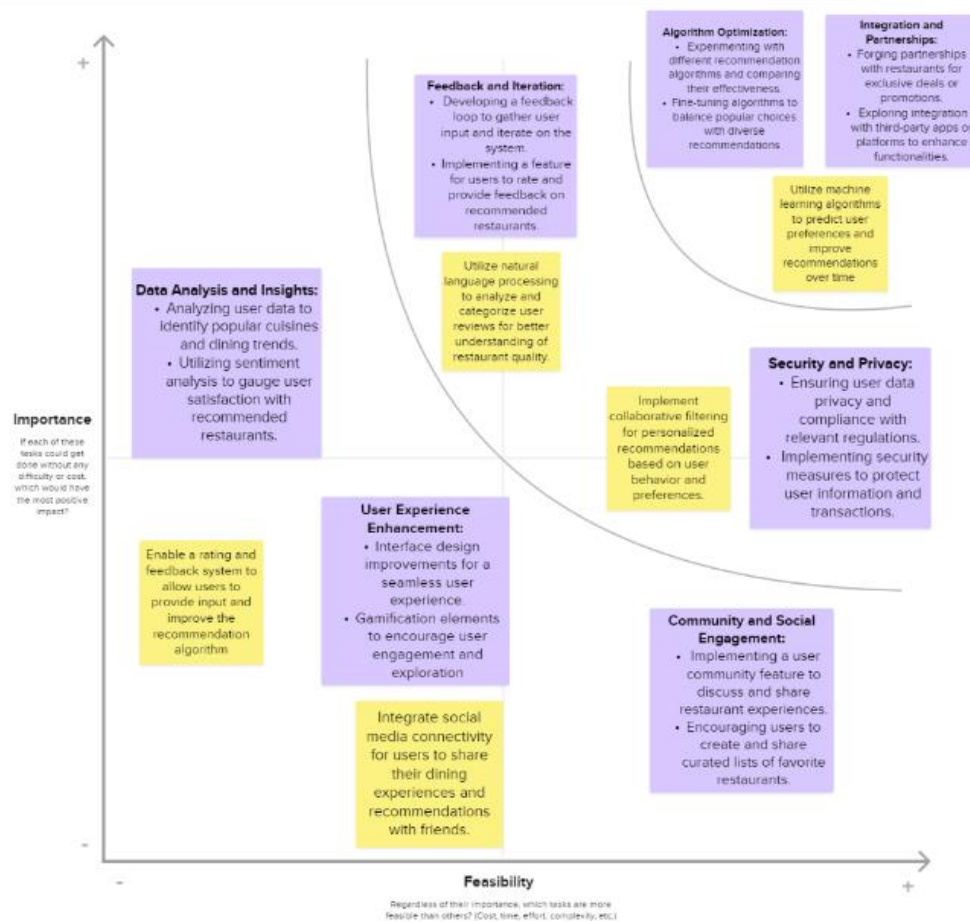 Algorithm Optimization:
• Experimenting with
different recommendation
algorithms and comparing
their effectiveness.
• Fine-tuning algorithms to
balance popular choices
with diverse
recommendations
Integration and
Partnerships:
• Forging partnerships
with restaurants for
exclusive deals or
promotions.
• Exploring integration
with third-party apps or
platforms to enhance
functionalities.
+
Feedback and Iteration:
• Developing a feedback
loop to gather user
input and iterate on the
system.
• Implementing a feature
for users to rate and
provide feedback on
recommended
restaurants.
Utilize machine
learning algorithms
to predict user
preferences and
improve
recommendations
over time
Utilize natural
language processing
to analyze and
categorize user
reviews for better
understanding of
restaurant quality.
Data Analysis and Insights:
• Analyzing user data to
identify popular cuisines
and dining trends.
• Utilizing sentiment
analysis to gauge user
satisfaction with
recommended
restaurants.
Security and Privacy:
• Ensuring user data
privacy and
compliance with
relevant regulations.
• Implementing security
measures to protect
user information and
transactions.
Implement
collaborative filtering
for personalized
recommendations
based on user
behavior and
preferences.
Importance
If each of these
tasks could get
done without any
difficulty or cost,
which would have
the most positive
impact?
User Experience
Enhancement:
• Interface design
improvements for a
seamless user
experience.
• Gamification elements
to encourage user
engagement and
exploration
Enable a rating and
feedback system to
allow users to
provide input and
improve the
recommendation
algorithm
Community and Social
Engagement:
• Implementing a user
community feature to
discuss and share
restaurant experiences.
• Encouraging users to
create and share
curated lists of favorite
restaurants.
Integrate social
media connectivity
for users to share
their dining
experiences and
recommendations
with friends.
-
-
Feasibility
+
Regardless of their importance, which tasks are more
feasible than others? (Cost, time, effort, complexity, etc.)